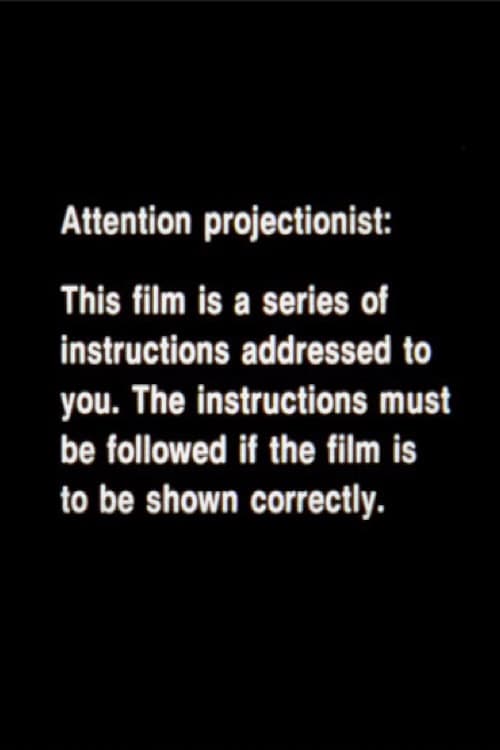 Attention projectionist:
This film is a series of
instructions addressed to
you. The instructions must
be followed if the film is
to be shown correctly.